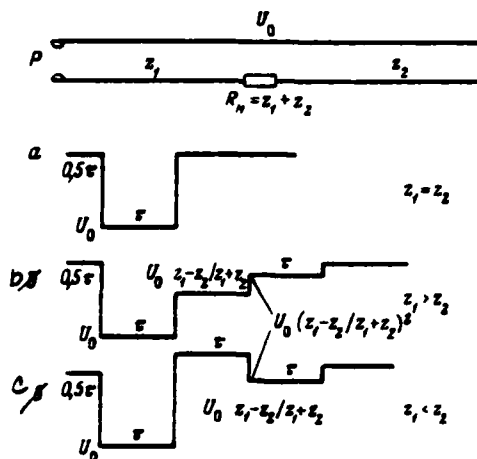 U₀
P
z₁
z₂
Rₙ = z₁ + z₂
a
0,5τ
τ
z₁ = z₂
U₀
b
0,5τ
U₀ z₁-z₂/z₁+z₂
τ
z₁ > z₂
U₀
τ
U₀ (z₁-z₂/z₁+z₂)²
c
0,5τ
τ
τ
U₀ z₁-z₂/z₁+z₂
z₁ < z₂
U₀
τ